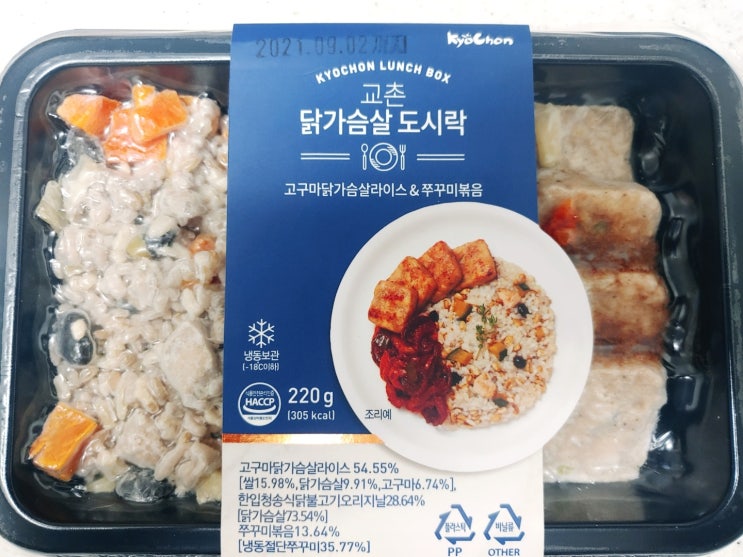 2021.09.02까지
KyoChon
KYOCHON LUNCH BOX
교촌
닭가슴살 도시락
고구마닭가슴살라이스 & 쭈꾸미볶음
냉동보관
(-18℃이하)
HACCP
220g
(305 kcal)
조리예
고구마닭가슴살라이스 54.55%
[쌀15.98%,닭가슴살9.91%,고구마6.74%],
한입청송식닭불고기오리지날28.64%
[닭가슴살73.54%]
쭈꾸미볶음13.64%
[냉동절단쭈꾸미35.77%]
플라스틱
PP
비닐류
OTHER